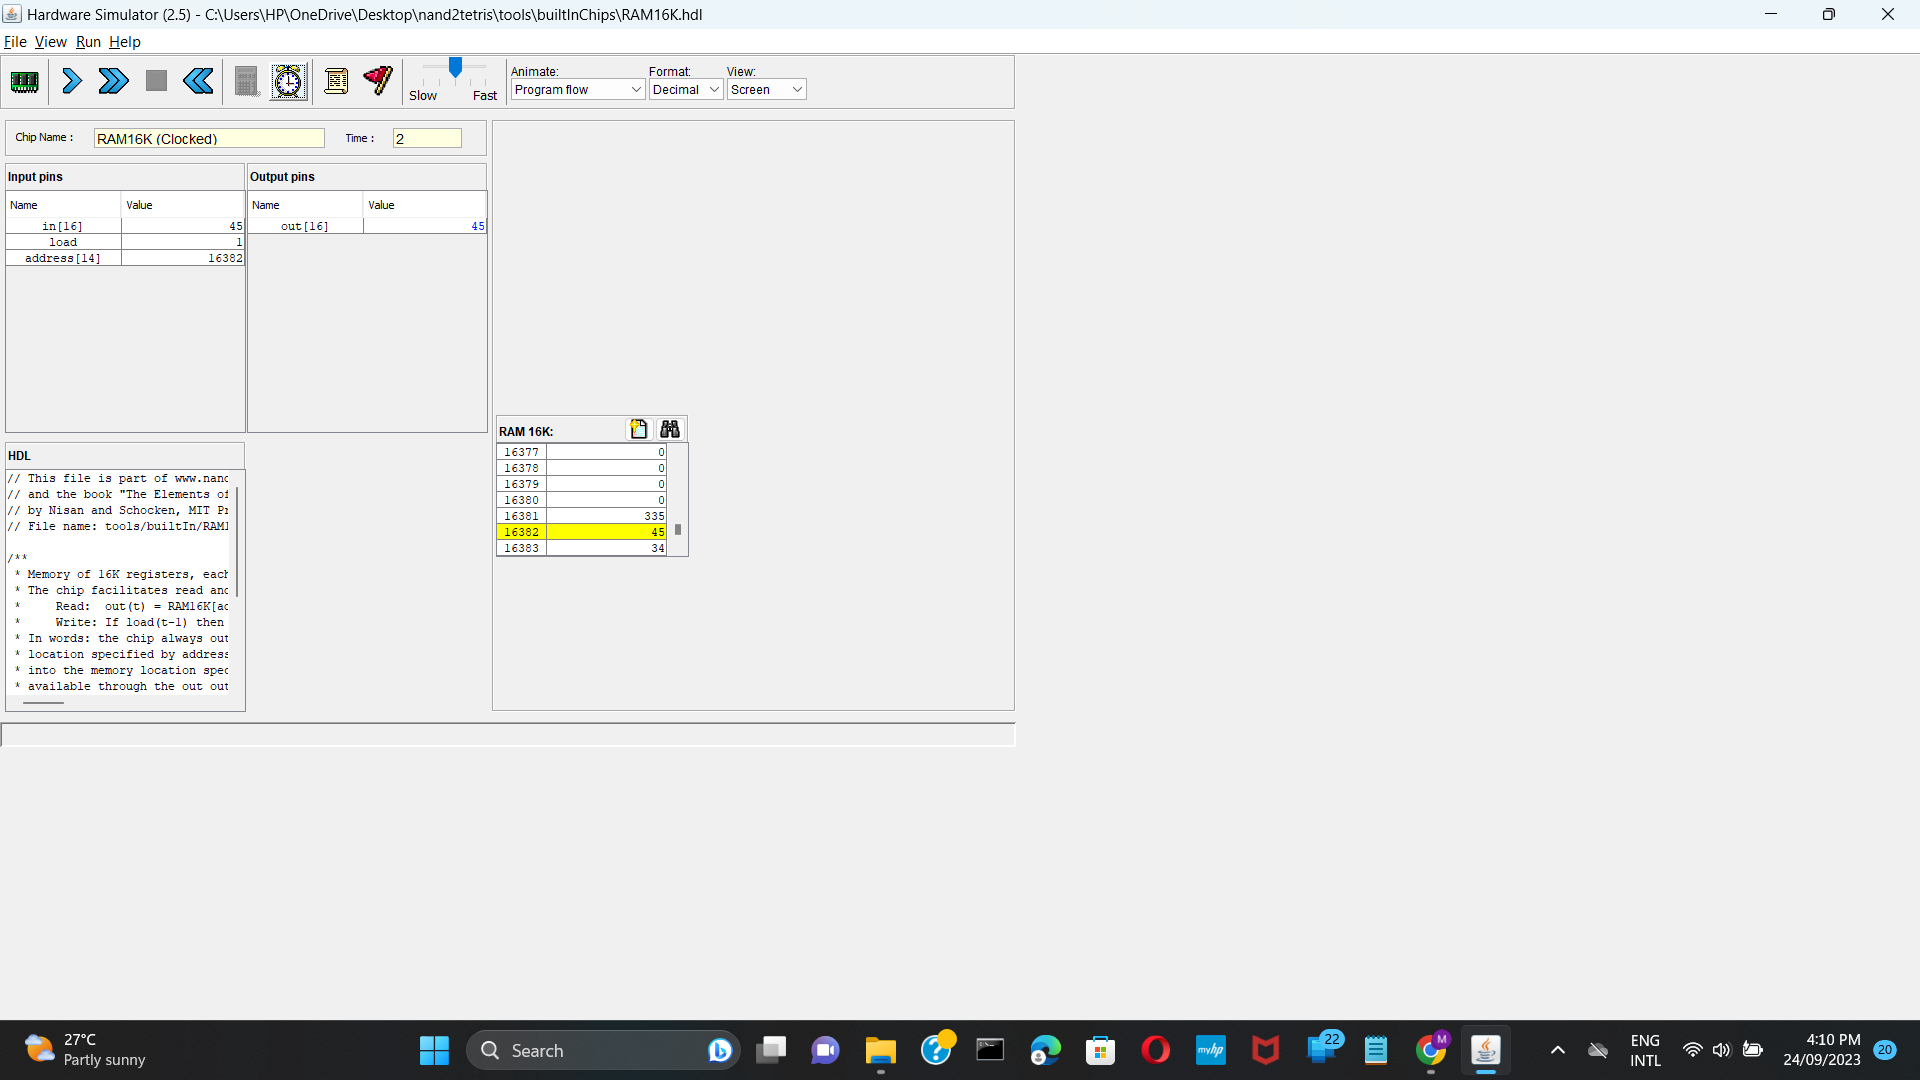 Hardware Simulator (2.5) - C:\Users\HP\OneDrive\Desktop\nand2tetris\tools\builtInChips\RAM16K.hdl
File View Run Help
Slow Fast
Animate: Format: View:
Program flow Decimal Screen
Chip Name : RAM16K (Clocked) Time : 2
Input pins
Name Value
in[16] 45
load 1
address[14] 16382
Output pins
Name Value
out[16] 45
HDL
// This file is part of www.nand
// and the book "The Elements of
// by Nisan and Schocken, MIT Pr
// File name: tools/builtIn/RAM1
/**
* Memory of 16K registers, each
* The chip facilitates read and
* Read: out(t) = RAM16K[ad
* Write: If load(t-1) then
* In words: the chip always out
* location specified by address
* into the memory location spec
* available through the out out
RAM 16K:
16377 0
16378 0
16379 0
16380 0
16381 335
16382 45
16383 34
27°C
Partly sunny
Search
myhp
22
M
ENG
INTL
4:10 PM
24/09/2023
20